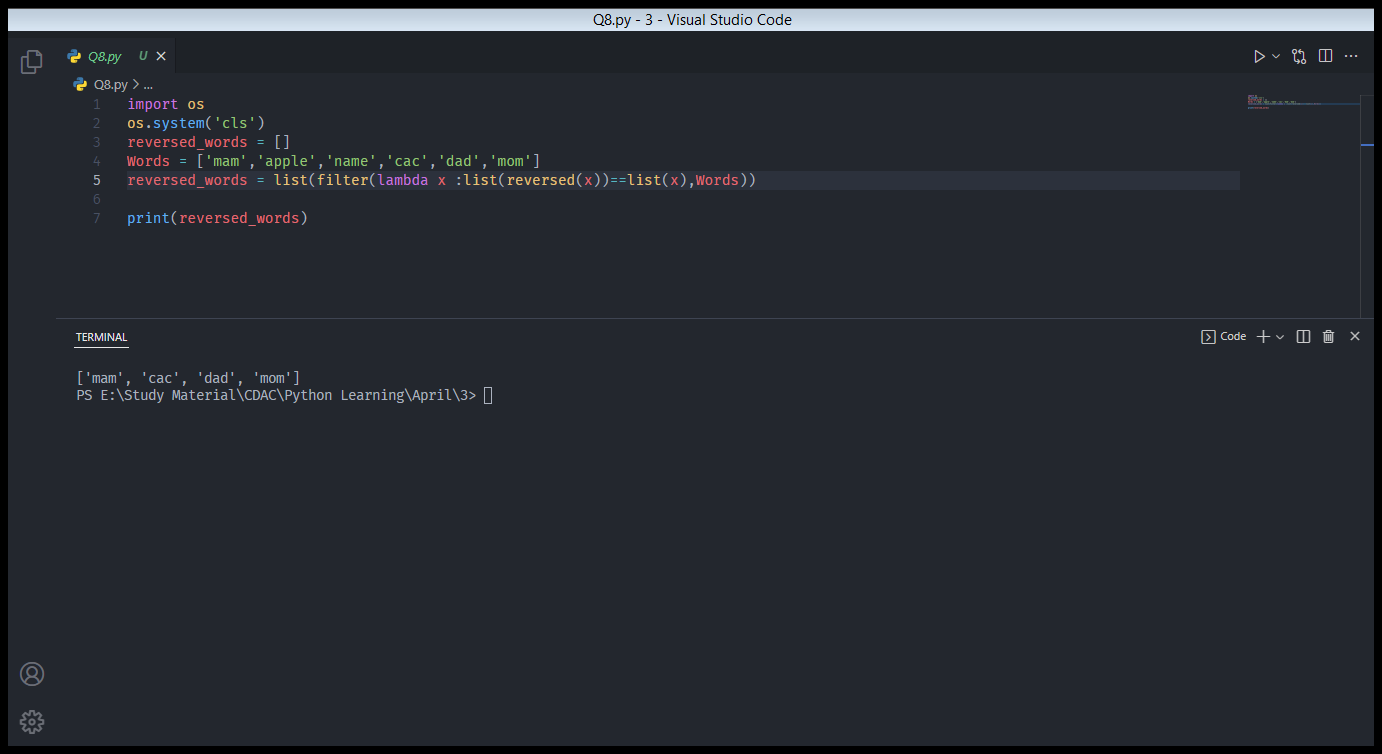 Q8.py - 3 - Visual Studio Code
Q8.py U
Q8.py > ...
1 import os
2 os.system('cls')
3 reversed_words = []
4 Words = ['mam','apple','name','cac','dad','mom']
5 reversed_words = list(filter(lambda x :list(reversed(x))==list(x),Words))
6
7 print(reversed_words)
TERMINAL
Code
['mam', 'cac', 'dad', 'mom']
PS E:\Study Material\CDAC\Python Learning\April\3>